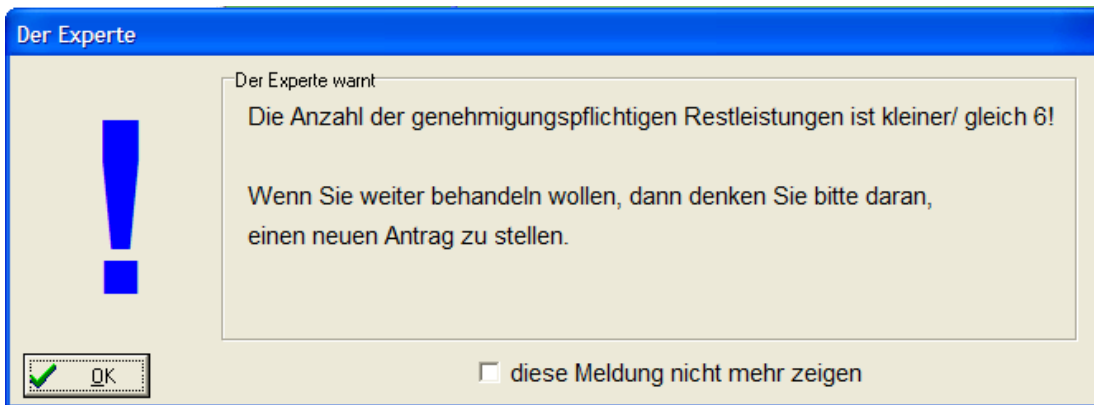 Der Experte
Der Experte warnt
Die Anzahl der genehmigungspflichtigen Restleistungen ist kleiner/ gleich 6!
Wenn Sie weiter behandeln wollen, dann denken Sie bitte daran,
einen neuen Antrag zu stellen.
OK
diese Meldung nicht mehr zeigen